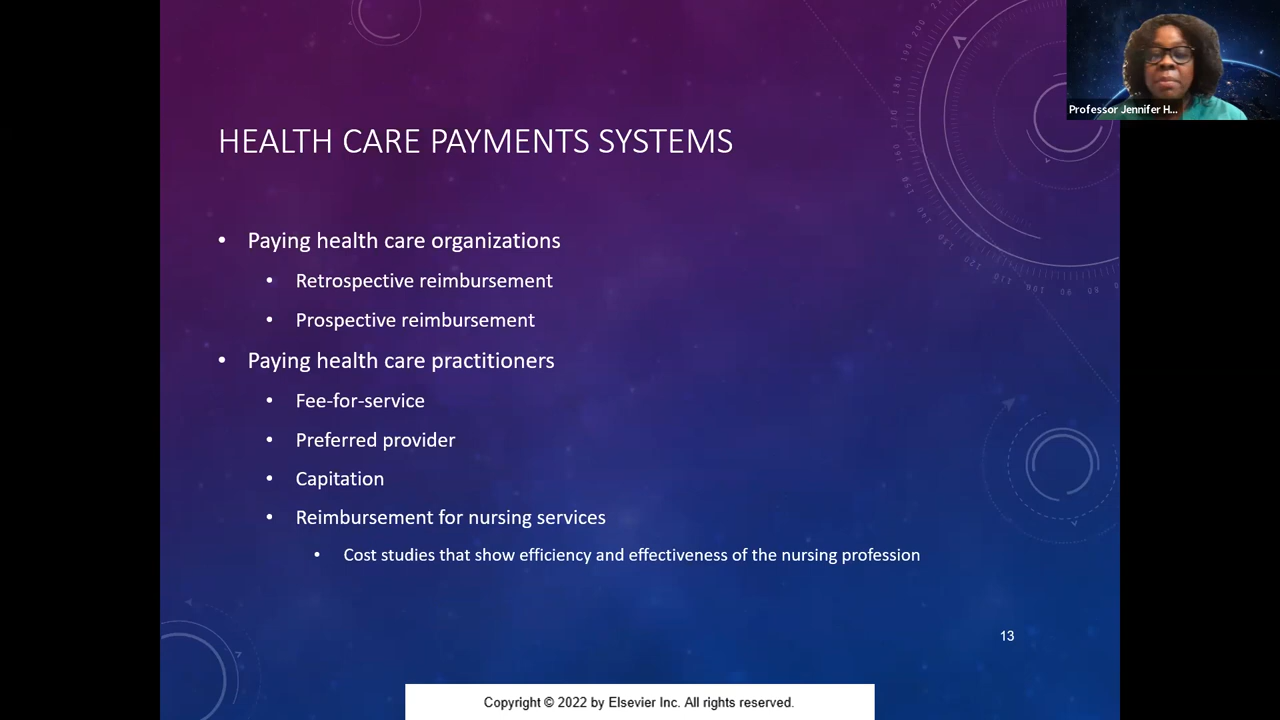 Professor Jennifer H...
HEALTH CARE PAYMENTS SYSTEMS
• Paying health care organizations
• Retrospective reimbursement
• Prospective reimbursement
• Paying health care practitioners
• Fee-for-service
• Preferred provider
• Capitation
• Reimbursement for nursing services
• Cost studies that show efficiency and effectiveness of the nursing profession
13
Copyright © 2022 by Elsevier Inc. All rights reserved.